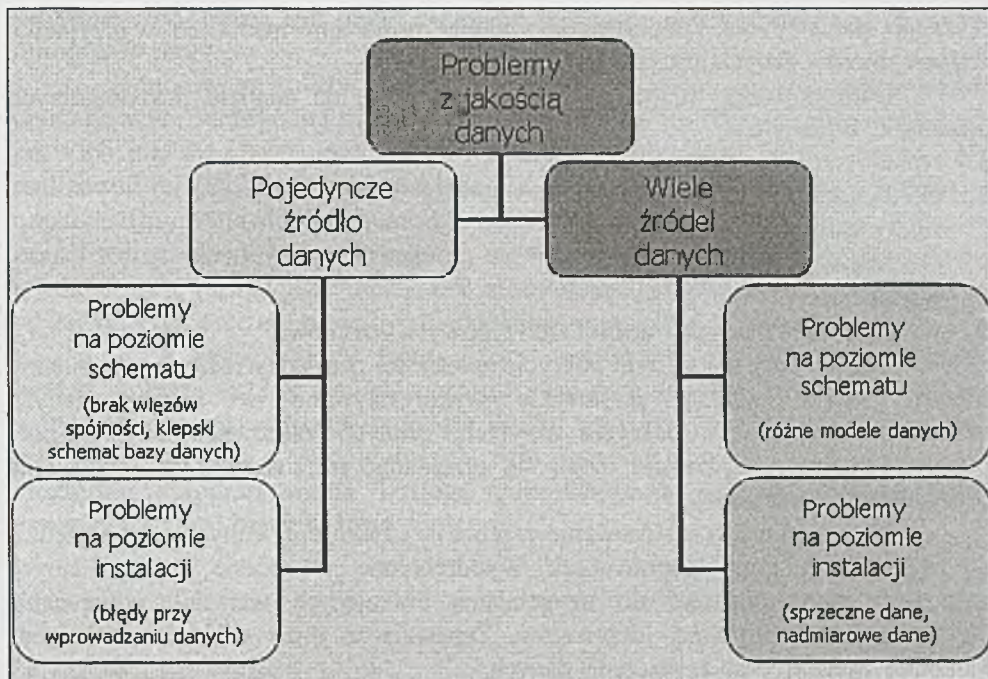 Problemy
z jakością
danych
Pojedyncze
źródło
danych
Wiele
źródeł
danych
Problemy
na poziomie
schematu
(brak więzów
spójności, kiepski
schemat bazy danych)
Problemy
na poziomie
schematu
(różne modele danych)
Problemy
na poziomie
instalacji
(błędy przy
wprowadzaniu danych)
Problemy
na poziomie
instalacji
(sprzeczne dane,
nadmiarowe dane)